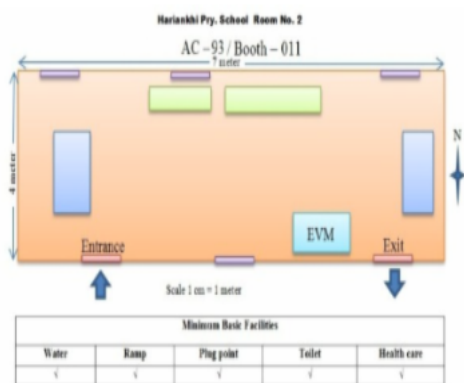 Hariankhi Pry. School Room No. 2
AC – 93 / Booth – 011
7 meter
4 meter
N
Entrance
EVM
Exit
Scale 1 cm = 1 meter
Minimum Basic Facilities
Water Ramp Plug point Toilet Health care
√ √ √ √ √